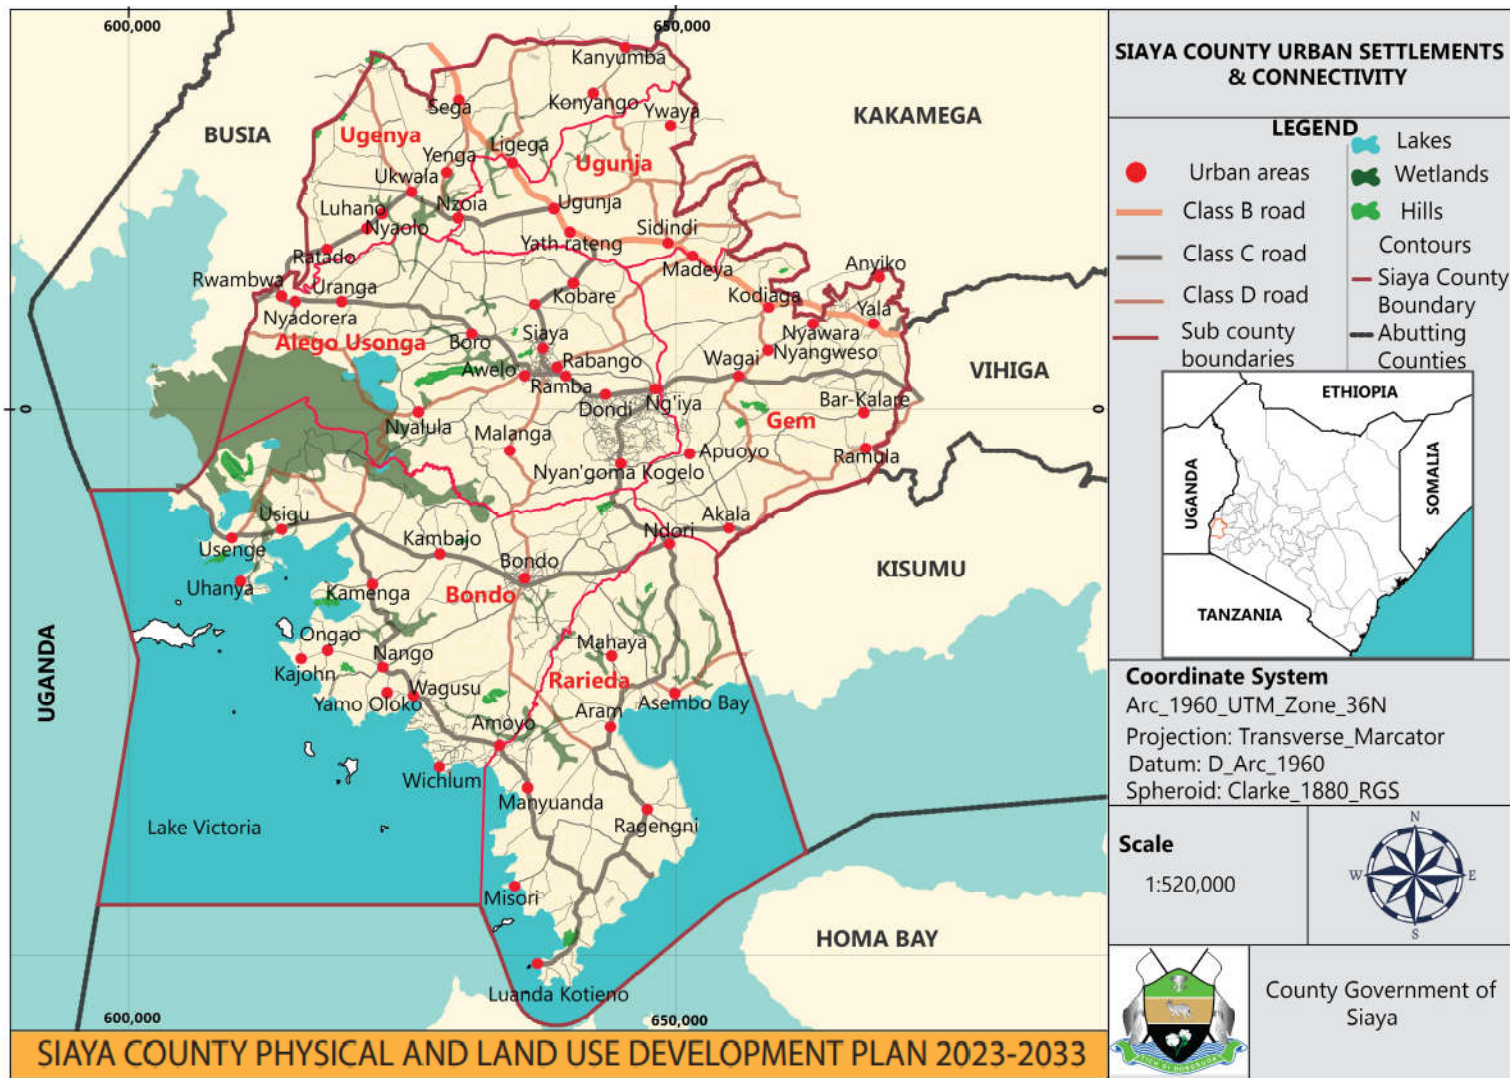 600,000
650,000
Kanyumba
Sega
Konyango
Ywaya
BUSIA
KAKAMEGA
Ugenya
Ligega
Yenga
Ugunja
Ukwala
Luhano
Nzoia
Ugunja
Nyaolo
Yath rateng
Sidindi
Ratado
Madeya
Anyiko
Rwambwa
Uranga
Kobare
Kodiaga
Yala
Nyadorera
Siaya
Nyawara
Alego Usonga
Boro
Rabango
Wagai
Nyangweso
Awelo
Ramba
VIHIGA
0
Dondi
Ng'iya
Bar-Kalare
0
Nyalula
Malanga
Gem
Apuoyo
Ramula
Nyan'goma Kogelo
Usigu
Ndori
Akala
Usenge
Kambajo
Bondo
KISUMU
Uhanya
Kamenga
Bondo
Ongao
Mahaya
Nango
Kajohn
Rarieda
UGANDA
Yamo Oloko
Wagusu
Asembo Bay
Amoyo
Aram
Wichlum
Manyuanda
Ragengni
Lake Victoria
Misori
HOMA BAY
Luanda Kotieno
600,000
650,000
SIAYA COUNTY PHYSICAL AND LAND USE DEVELOPMENT PLAN 2023-2033
SIAYA COUNTY URBAN SETTLEMENTS
& CONNECTIVITY
LEGEND
Urban areas
Class B road
Class C road
Class D road
Sub county
boundaries
Lakes
Wetlands
Hills
Contours
Siaya County
Boundary
Abutting
Counties
ETHIOPIA
UGANDA
SOMALIA
TANZANIA
Coordinate System
Arc_1960_UTM_Zone_36N
Projection: Transverse_Marcator
Datum: D_Arc_1960
Spheroid: Clarke_1880_RGS
Scale
1:520,000
N
W
E
S
County Government of
Siaya